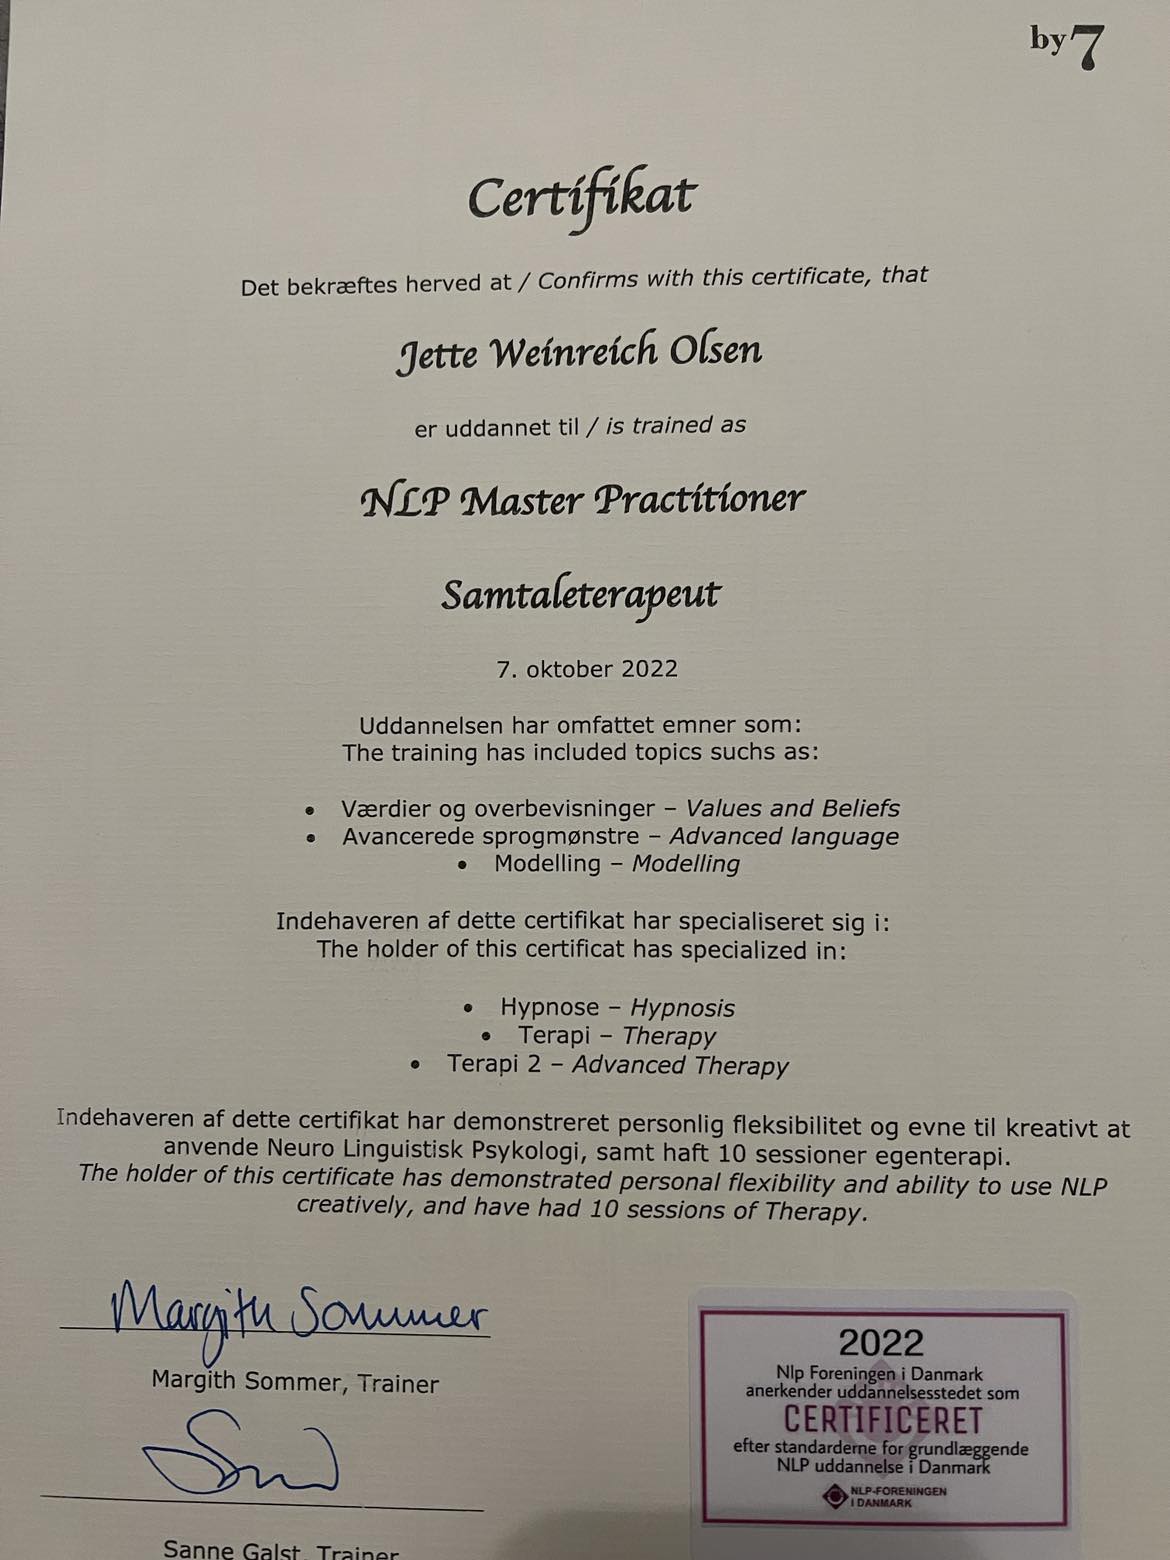 by7
Certifikat
Det bekræftes herved at / Confirms with this certificate, that
Jette Weinreich Olsen
er uddannet til / is trained as
NLP Master Practitioner
Samtaleterapeut
7. oktober 2022
Uddannelsen har omfattet emner som:
The training has included topics suchs as:
• Værdier og overbevisninger – Values and Beliefs
• Avancerede sprogmønstre – Advanced language
• Modelling – Modelling
Indehaveren af dette certifikat har specialiseret sig i:
The holder of this certificat has specialized in:
• Hypnose – Hypnosis
• Terapi – Therapy
• Terapi 2 – Advanced Therapy
Indehaveren af dette certifikat har demonstreret personlig fleksibilitet og evne til kreativt at
anvende Neuro Linguistisk Psykologi, samt haft 10 sessioner egenterapi.
The holder of this certificate has demonstrated personal flexibility and ability to use NLP
creatively, and have had 10 sessions of Therapy.
Margith Sommer
Margith Sommer, Trainer
Sanne Galst, Trainer
2022
Nlp Foreningen i Danmark
anerkender uddannelsesstedet som
CERTIFICERET
efter standarderne for grundlæggende
NLP uddannelse i Danmark
NLP-FORENINGEN
I DANMARK